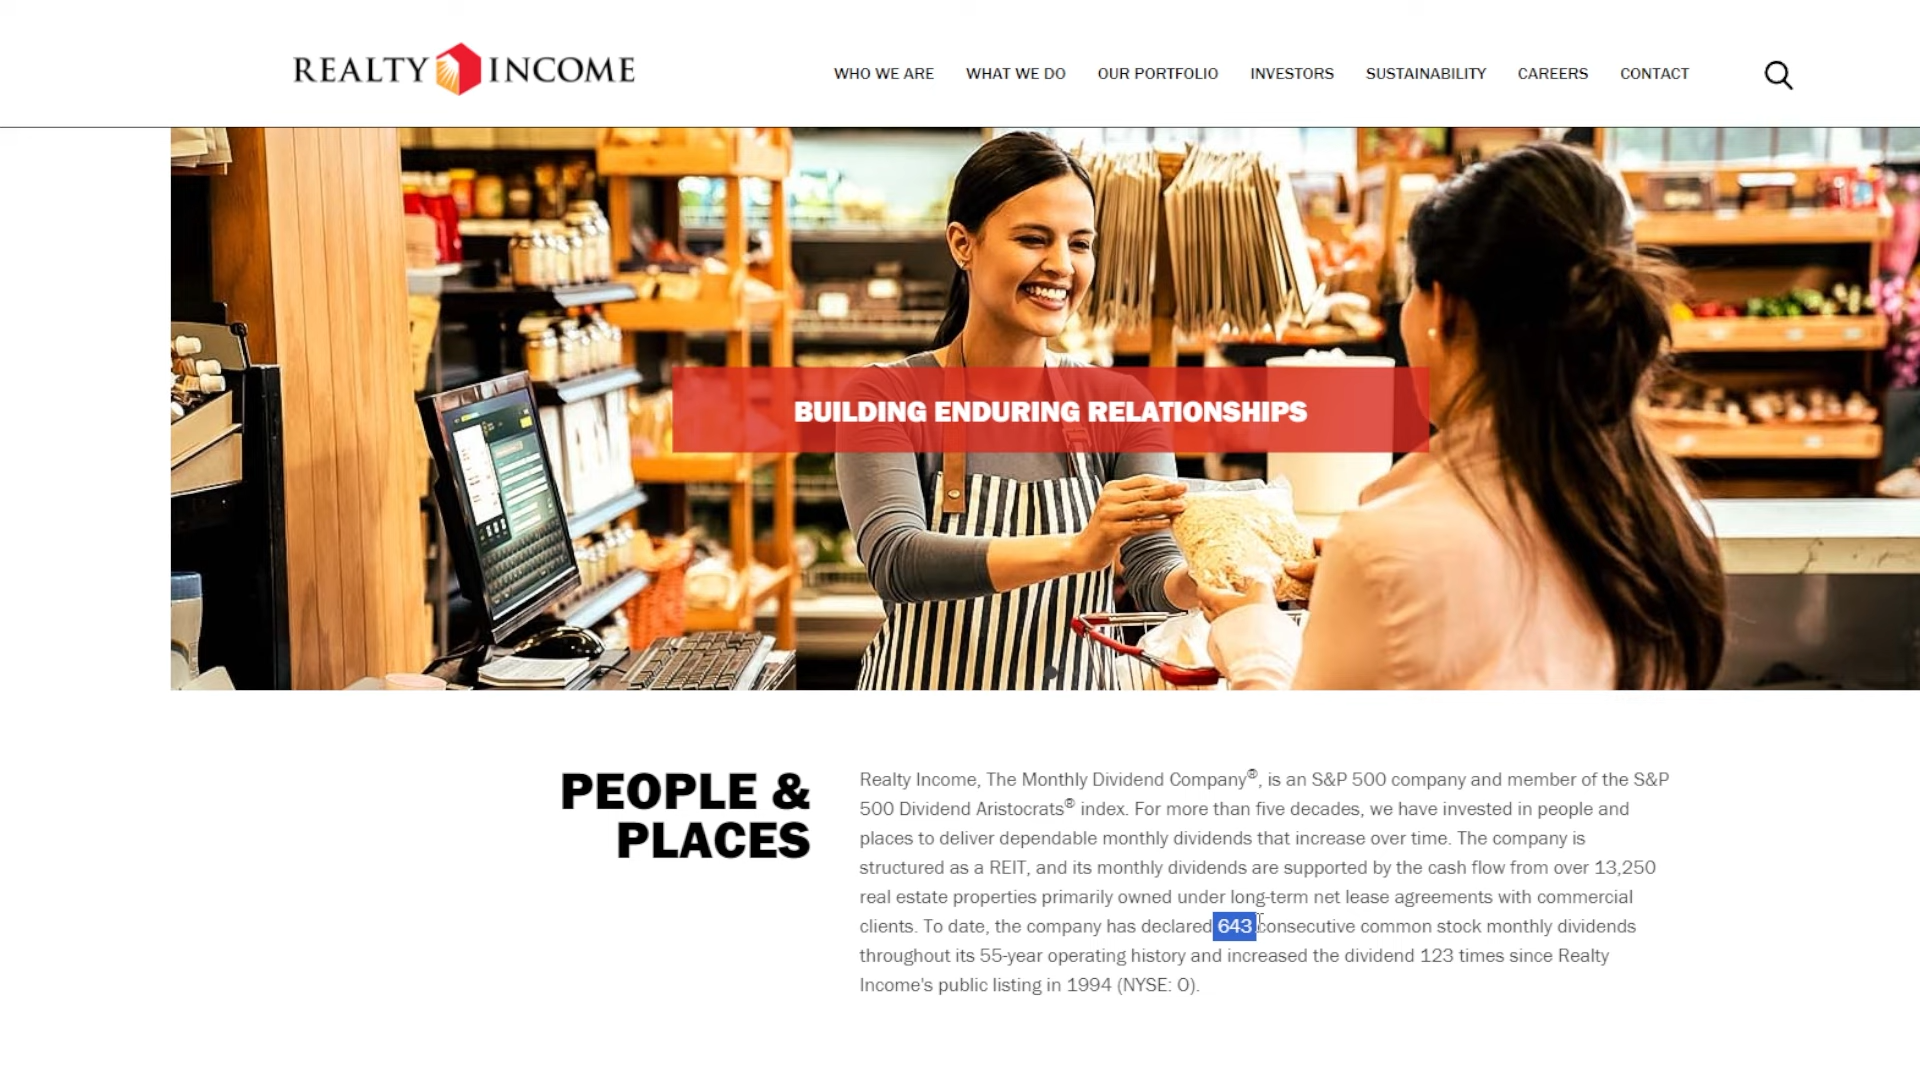 REALTY INCOME
WHO WE ARE WHAT WE DO OUR PORTFOLIO INVESTORS SUSTAINABILITY CAREERS CONTACT
BUILDING ENDURING RELATIONSHIPS
PEOPLE &
PLACES
Realty Income, The Monthly Dividend Company®, is an S&P 500 company and member of the S&P
500 Dividend Aristocrats® index. For more than five decades, we have invested in people and
places to deliver dependable monthly dividends that increase over time. The company is
structured as a REIT, and its monthly dividends are supported by the cash flow from over 13,250
real estate properties primarily owned under long-term net lease agreements with commercial
clients. To date, the company has declared 643 consecutive common stock monthly dividends
throughout its 55-year operating history and increased the dividend 123 times since Realty
Income's public listing in 1994 (NYSE: O).